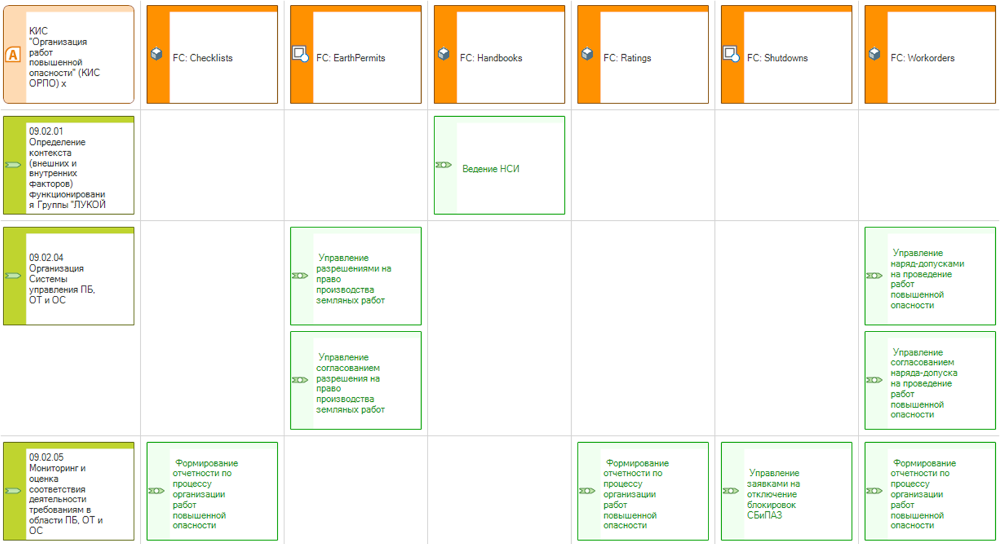 КИС
"Организация
работ
повышенной
опасности" (КИС
ОРПО) x
FC: Checklists
FC: EarthPermits
FC: Handbooks
FC: Ratings
FC: Shutdowns
FC: Workorders
09.02.01
Определение
контекста
(внешних и
внутренних
факторов)
функционировани
я Группы "ЛУКОЙ
Ведение НСИ
09.02.04
Организация
Системы
управления ПБ,
ОТ и ОС
Управление
разрешениями на
право
производства
земляных работ
Управление
согласованием
разрешения на
право
производства
земляных работ
Управление
наряд-допусками
на проведение
работ
повышенной
опасности
Управление
согласованием
наряда-допуска
на проведение
работ
повышенной
опасности
09.02.05
Мониторинг и
оценка
соответствия
деятельности
требованиям в
области ПБ, ОТ и
ОС
Формирование
отчетности по
процессу
организации
работ
повышенной
опасности
Формирование
отчетности по
процессу
организации
работ
повышенной
опасности
Управление
заявками на
отключение
блокировок
СБиПАЗ
Формирование
отчетности по
процессу
организации
работ
повышенной
опасности